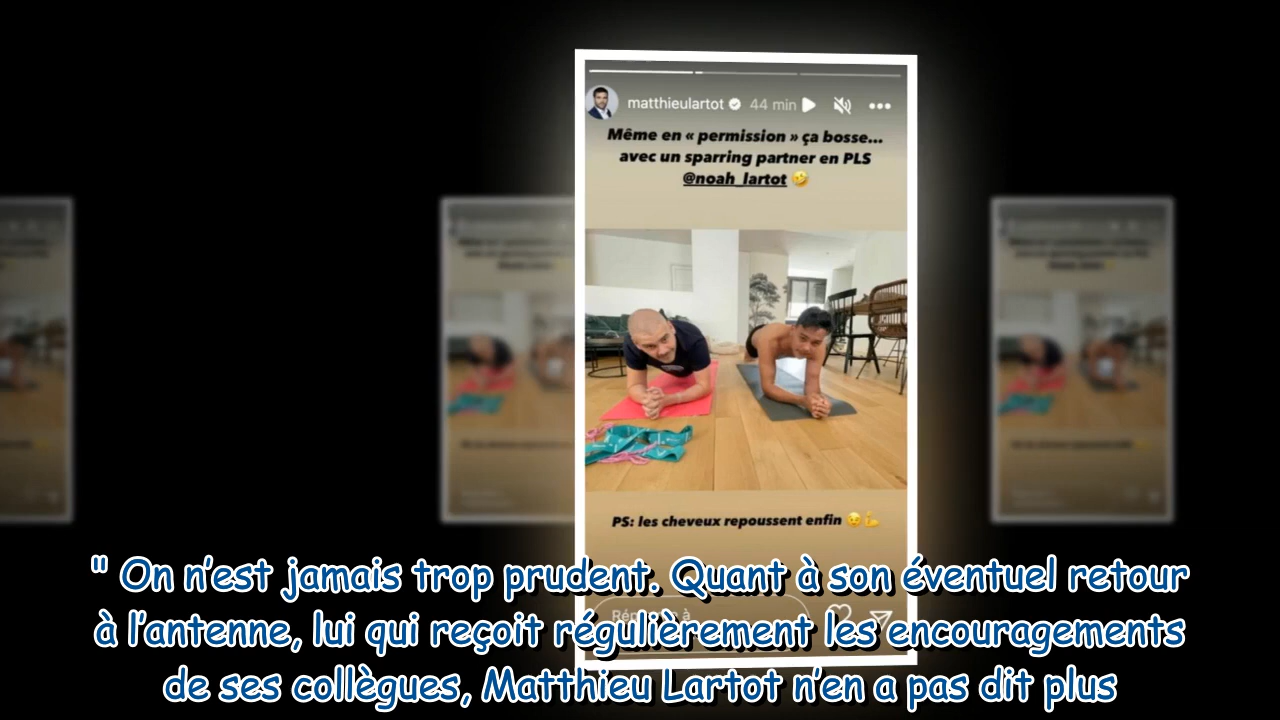 matthieulartot 44 min
Même en « permission » ça bosse...
avec un sparring partner en PLS
@noah_lartot 🤣
PS: les cheveux repoussent enfin 😉💪
" On n'est jamais trop prudent. Quant à son éventuel retour
à l'antenne, lui qui reçoit régulièrement les encouragements
de ses collègues, Matthieu Lartot n'en a pas dit plus